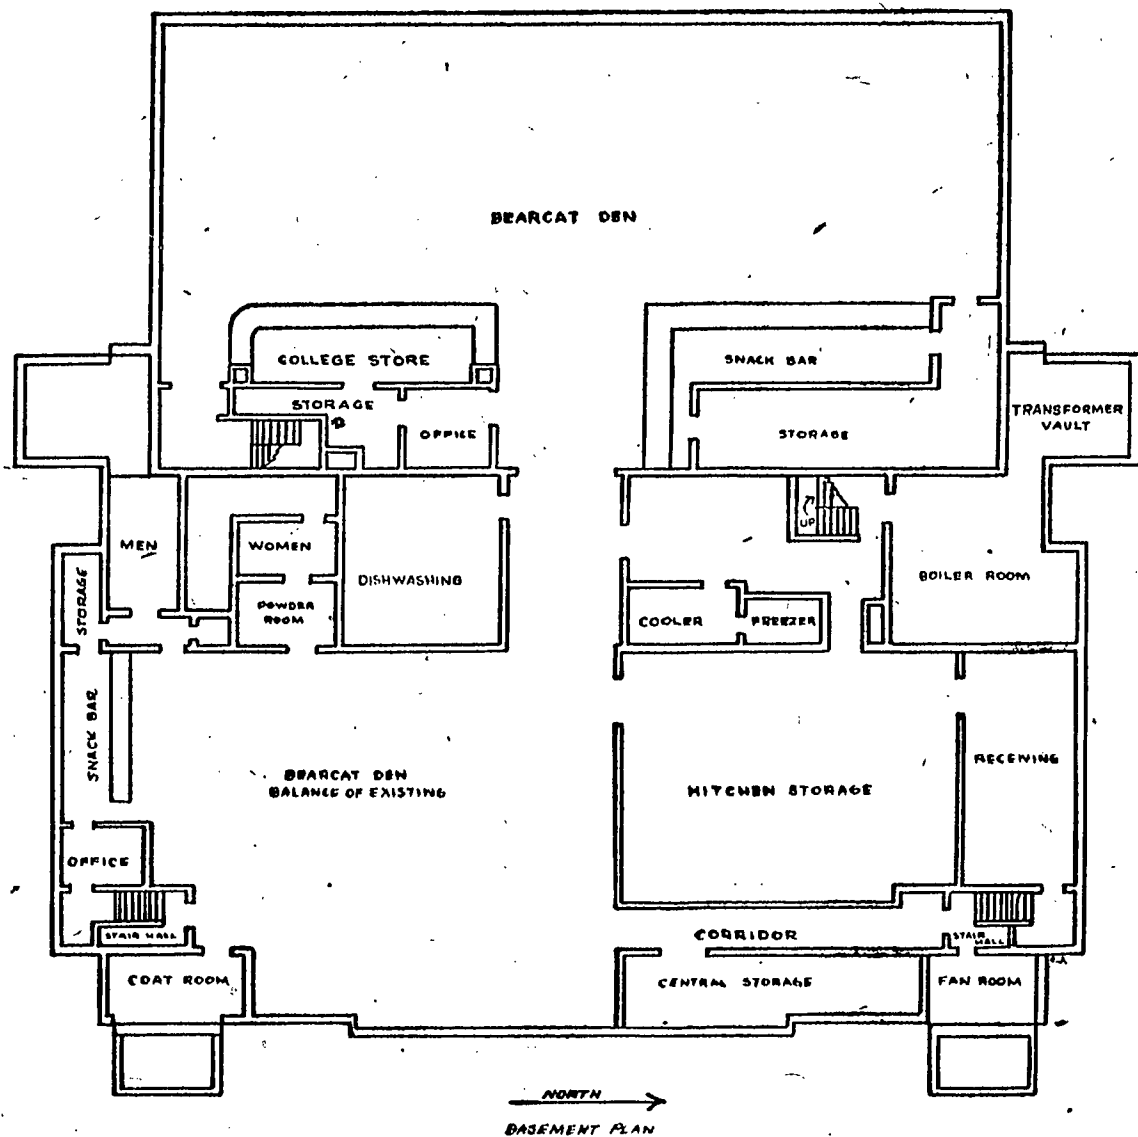 BEARCAT DEN
COLLEGE STORE
SNACK BAR
STORAGE
OFFICE
STORAGE
TRANSFORMER
VAULT
MEN
WOMEN
DISHWASHING
UP
BOILER ROOM
STORAGE
POWDER
ROOM
COOLER
FREEZER
SNACK BAR
BEARCAT DEN
BALANCE OF EXISTING
KITCHEN STORAGE
RECEIVING
OFFICE
STAIR HALL
CORRIDOR
STAIR
HALL
COAT ROOM
CENTRAL STORAGE
FAN ROOM
NORTH
BASEMENT PLAN